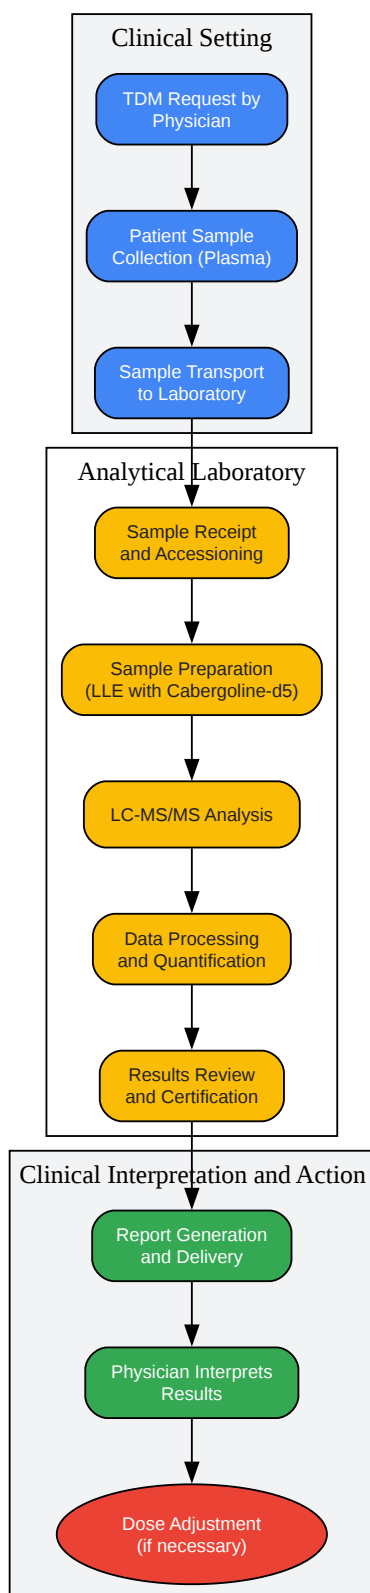 Clinical Setting
TDM Request by
Physician
Patient Sample
Collection (Plasma)
Sample Transport
to Laboratory
Analytical Laboratory
Sample Receipt
and Accessioning
Sample Preparation
(LLE with Cabergoline-d5)
LC-MS/MS Analysis
Data Processing
and Quantification
Results Review
and Certification
Clinical Interpretation and Action
Report Generation
and Delivery
Physician Interprets
Results
Dose Adjustment
(if necessary)